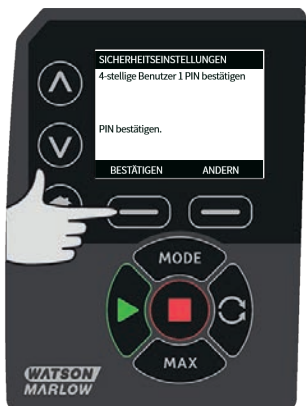 SICHERHEITSEINSTELLUNGEN
4-stellige Benutzer 1 PIN bestätigen
PIN bestätigen.
BESTÄTIGEN ANDERN
MODE
MAX
WATSON
MARLOW